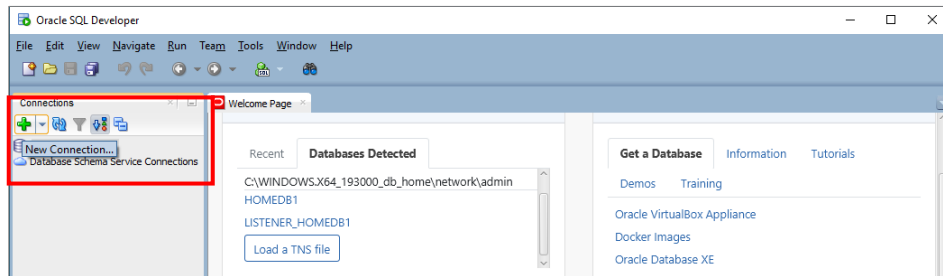 Oracle SQL Developer
File Edit View Navigate Run Team Tools Window Help
Connections
Welcome Page
New Connection...
Database Schema Service Connections
Recent
Databases Detected
C:\WINDOWS.X64_193000_db_home\network\admin
HOMEDB1
LISTENER_HOMEDB1
Load a TNS file
Get a Database
Information
Tutorials
Demos
Training
Oracle VirtualBox Appliance
Docker Images
Oracle Database XE